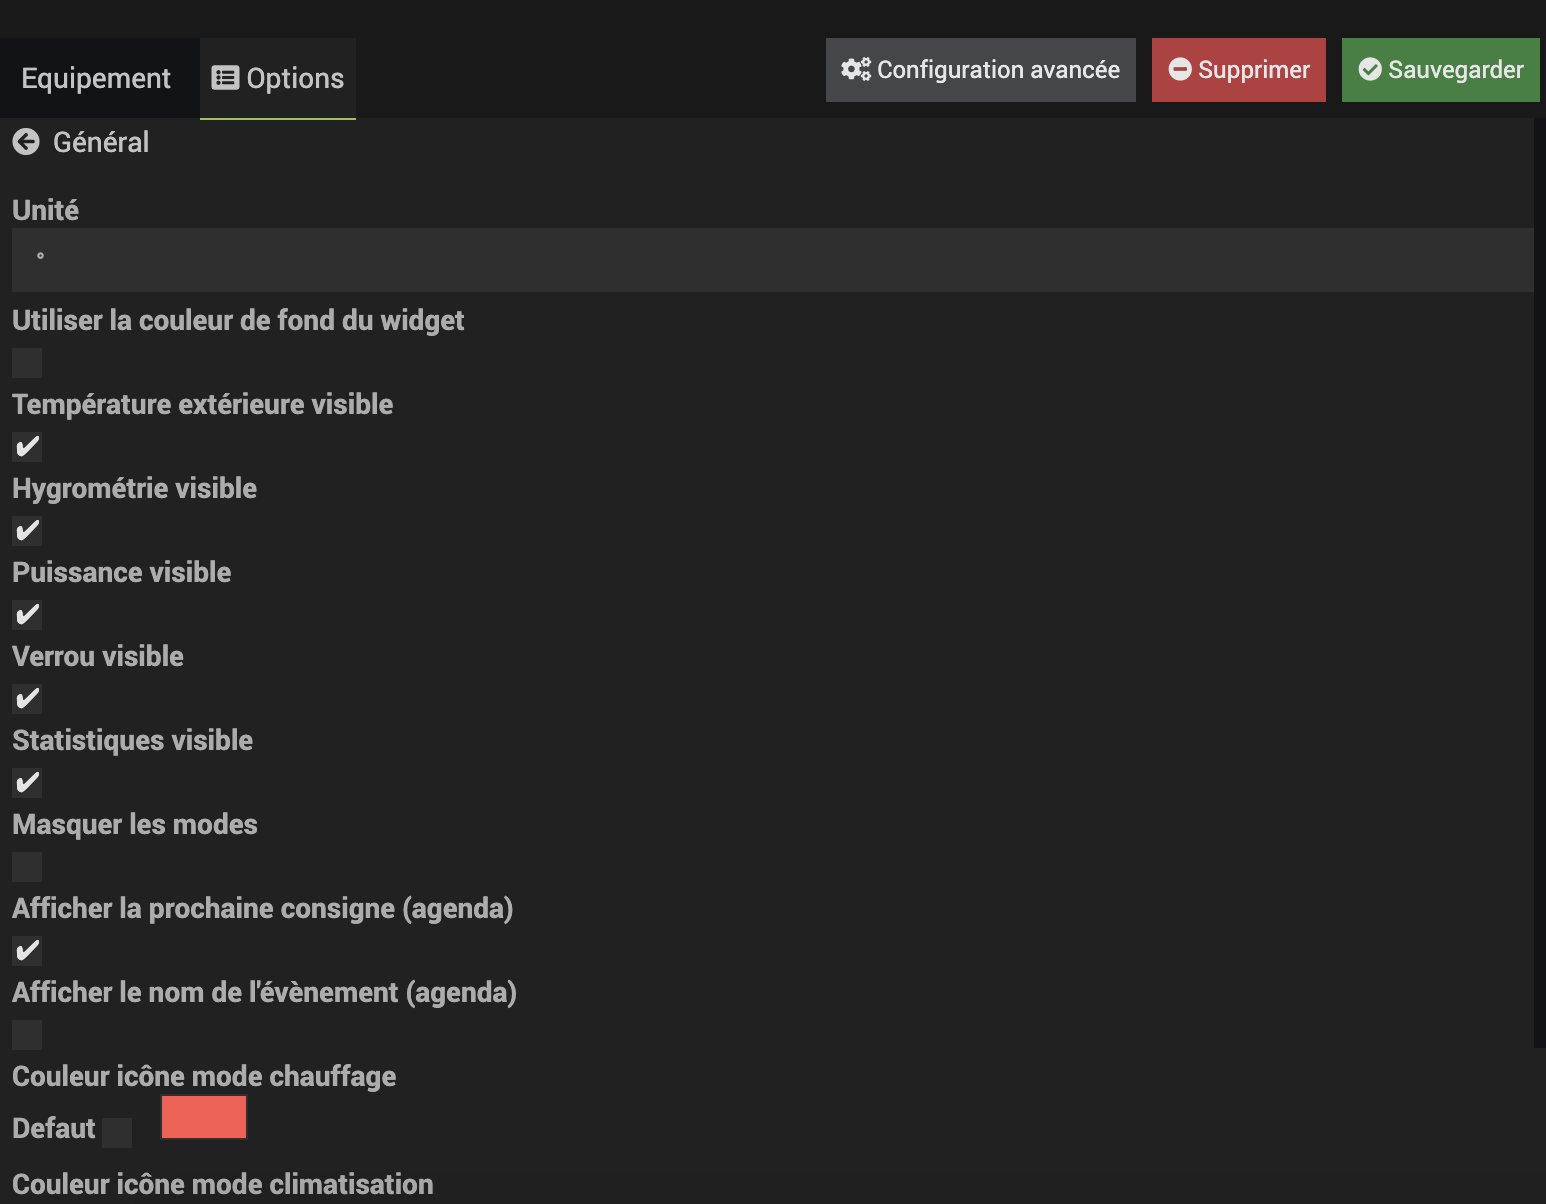 Equipement
Options
Configuration avancée
Supprimer
Sauvegarder
Général
Unité
°
Utiliser la couleur de fond du widget
Température extérieure visible
Hygrométrie visible
Puissance visible
Verrou visible
Statistiques visible
Masquer les modes
Afficher la prochaine consigne (agenda)
Afficher le nom de l'évènement (agenda)
Couleur icône mode chauffage
Defaut
Couleur icône mode climatisation